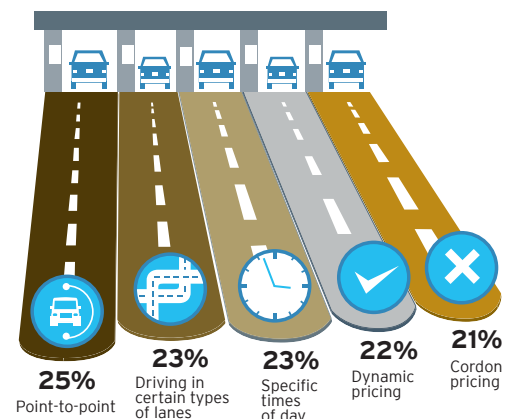 25%
Point-to-point
23%
Driving in
certain types
of lanes
23%
Specific
times
of day
22%
Dynamic
pricing
21%
Cordon
pricing